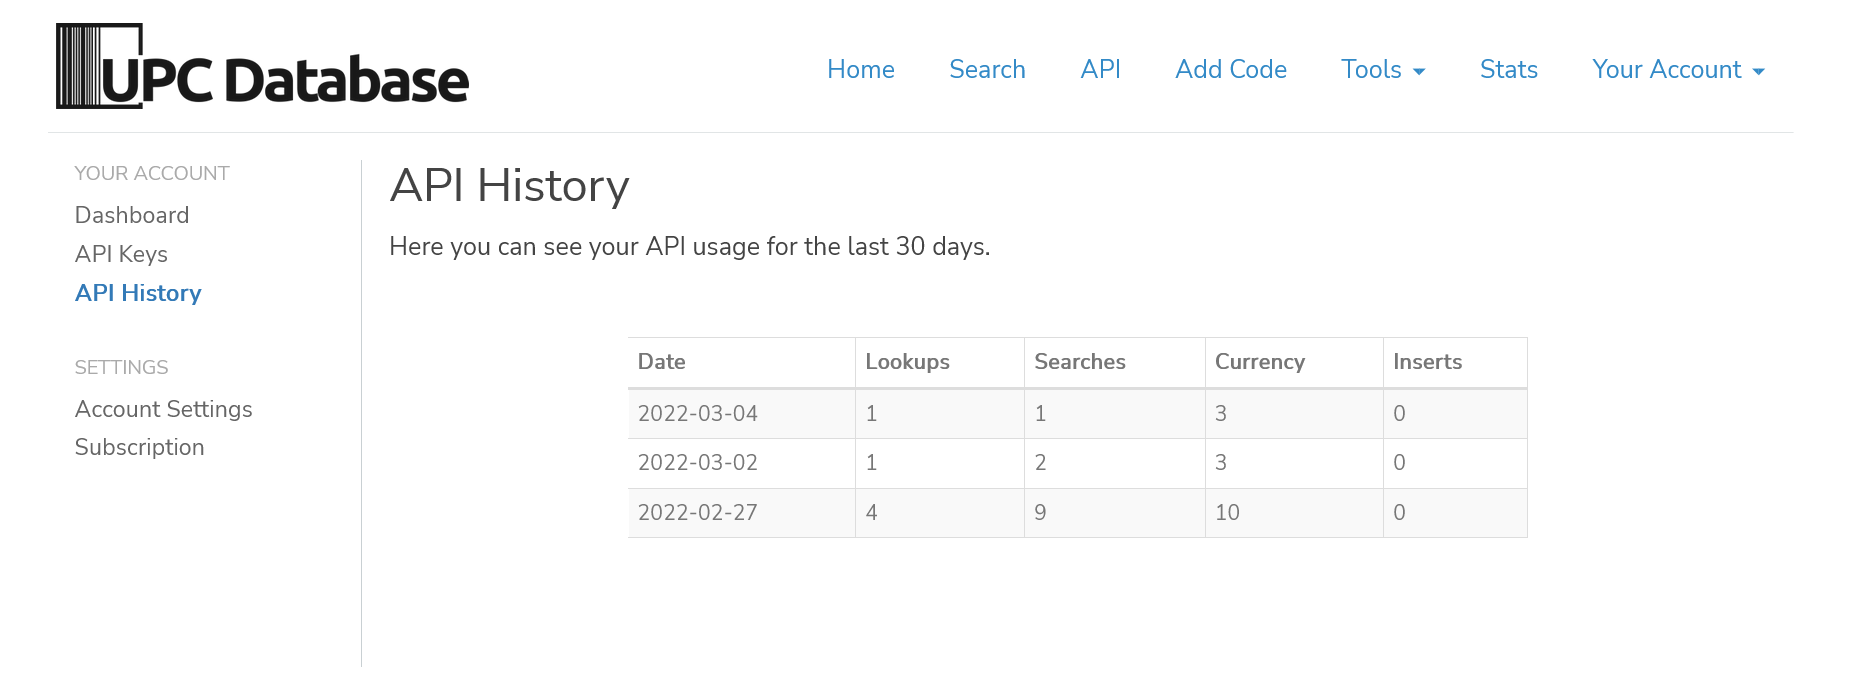 UPC Database
Home Search API Add Code Tools Stats Your Account
YOUR ACCOUNT
Dashboard
API Keys
API History
SETTINGS
Account Settings
Subscription
API History
Here you can see your API usage for the last 30 days.
Date Lookups Searches Currency Inserts
2022-03-04 1 1 3 0
2022-03-02 1 2 3 0
2022-02-27 4 9 10 0